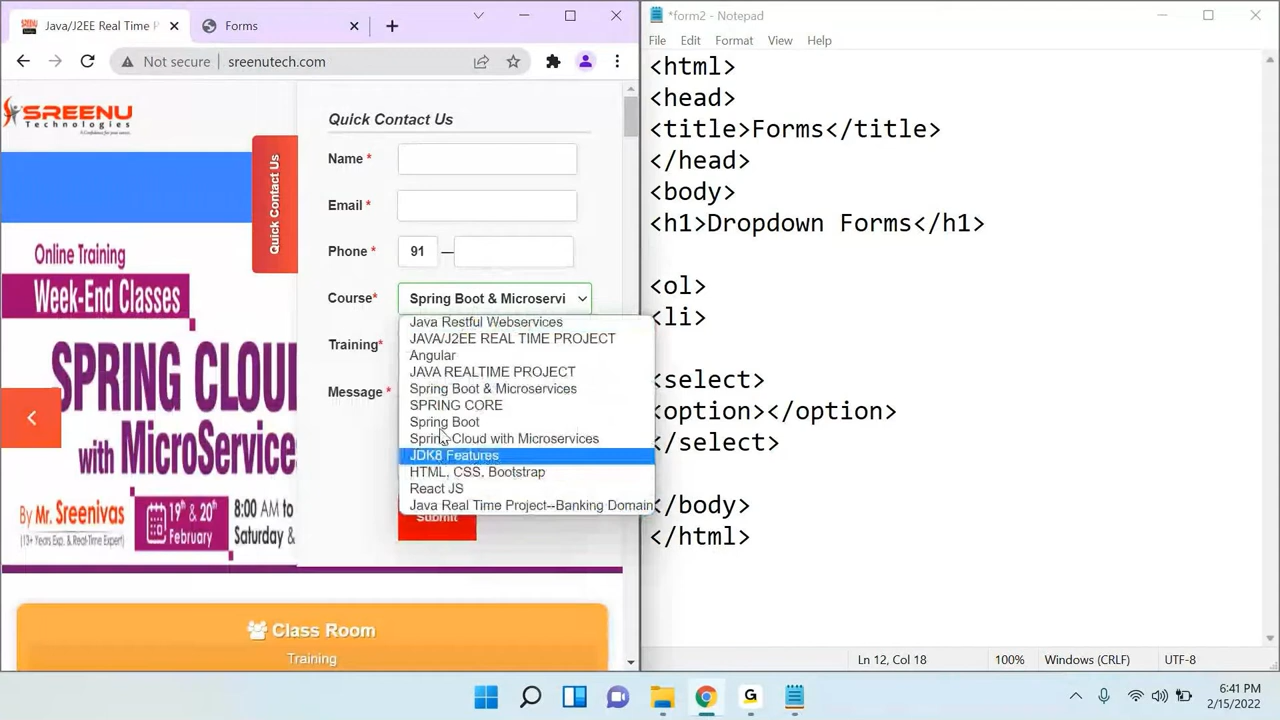 Java/J2EE Real Time P
Forms
Not secure
sreenutech.com
SREENU
Technologies
Quick Contact Us
Online Training
Week-End Classes
SPRING CLOU
with MicroService
By Mr. Sreenivas
(13+ Years Exp. & Real-Time Expert)
19th & 20th
February
8:00 AM to
Saturday &
Quick Contact Us
Name *
Email *
Phone * 91 —
Course* Spring Boot & Microservi
Training*
Message *
Java Restful Webservices
JAVA/J2EE REAL TIME PROJECT
Angular
JAVA REALTIME PROJECT
Spring Boot & Microservices
SPRING CORE
Spring Boot
Spring Cloud with Microservices
JDK8 Features
HTML, CSS, Bootstrap
React JS
Java Real Time Project--Banking Domain
Submit
Class Room
Training
*form2 - Notepad
File Edit Format View Help
<html>
<head>
<title>Forms</title>
</head>
<body>
<h1>Dropdown Forms</h1>
<ol>
<li>
<select>
<option></option>
</select>
</body>
</html>
Ln 12, Col 18
100%
Windows (CRLF)
UTF-8
G
6:41 PM
2/15/2022